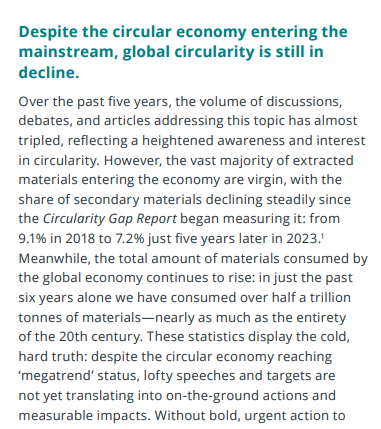 Despite the circular economy entering the
mainstream, global circularity is still in
decline.
Over the past five years, the volume of discussions,
debates, and articles addressing this topic has almost
tripled, reflecting a heightened awareness and interest
in circularity. However, the vast majority of extracted
materials entering the economy are virgin, with the
share of secondary materials declining steadily since
the Circularity Gap Report began measuring it: from
9.1% in 2018 to 7.2% just five years later in 2023.¹
Meanwhile, the total amount of materials consumed by
the global economy continues to rise: in just the past
six years alone we have consumed over half a trillion
tonnes of materials—nearly as much as the entirety
of the 20th century. These statistics display the cold,
hard truth: despite the circular economy reaching
‘megatrend’ status, lofty speeches and targets are
not yet translating into on-the-ground actions and
measurable impacts. Without bold, urgent action to